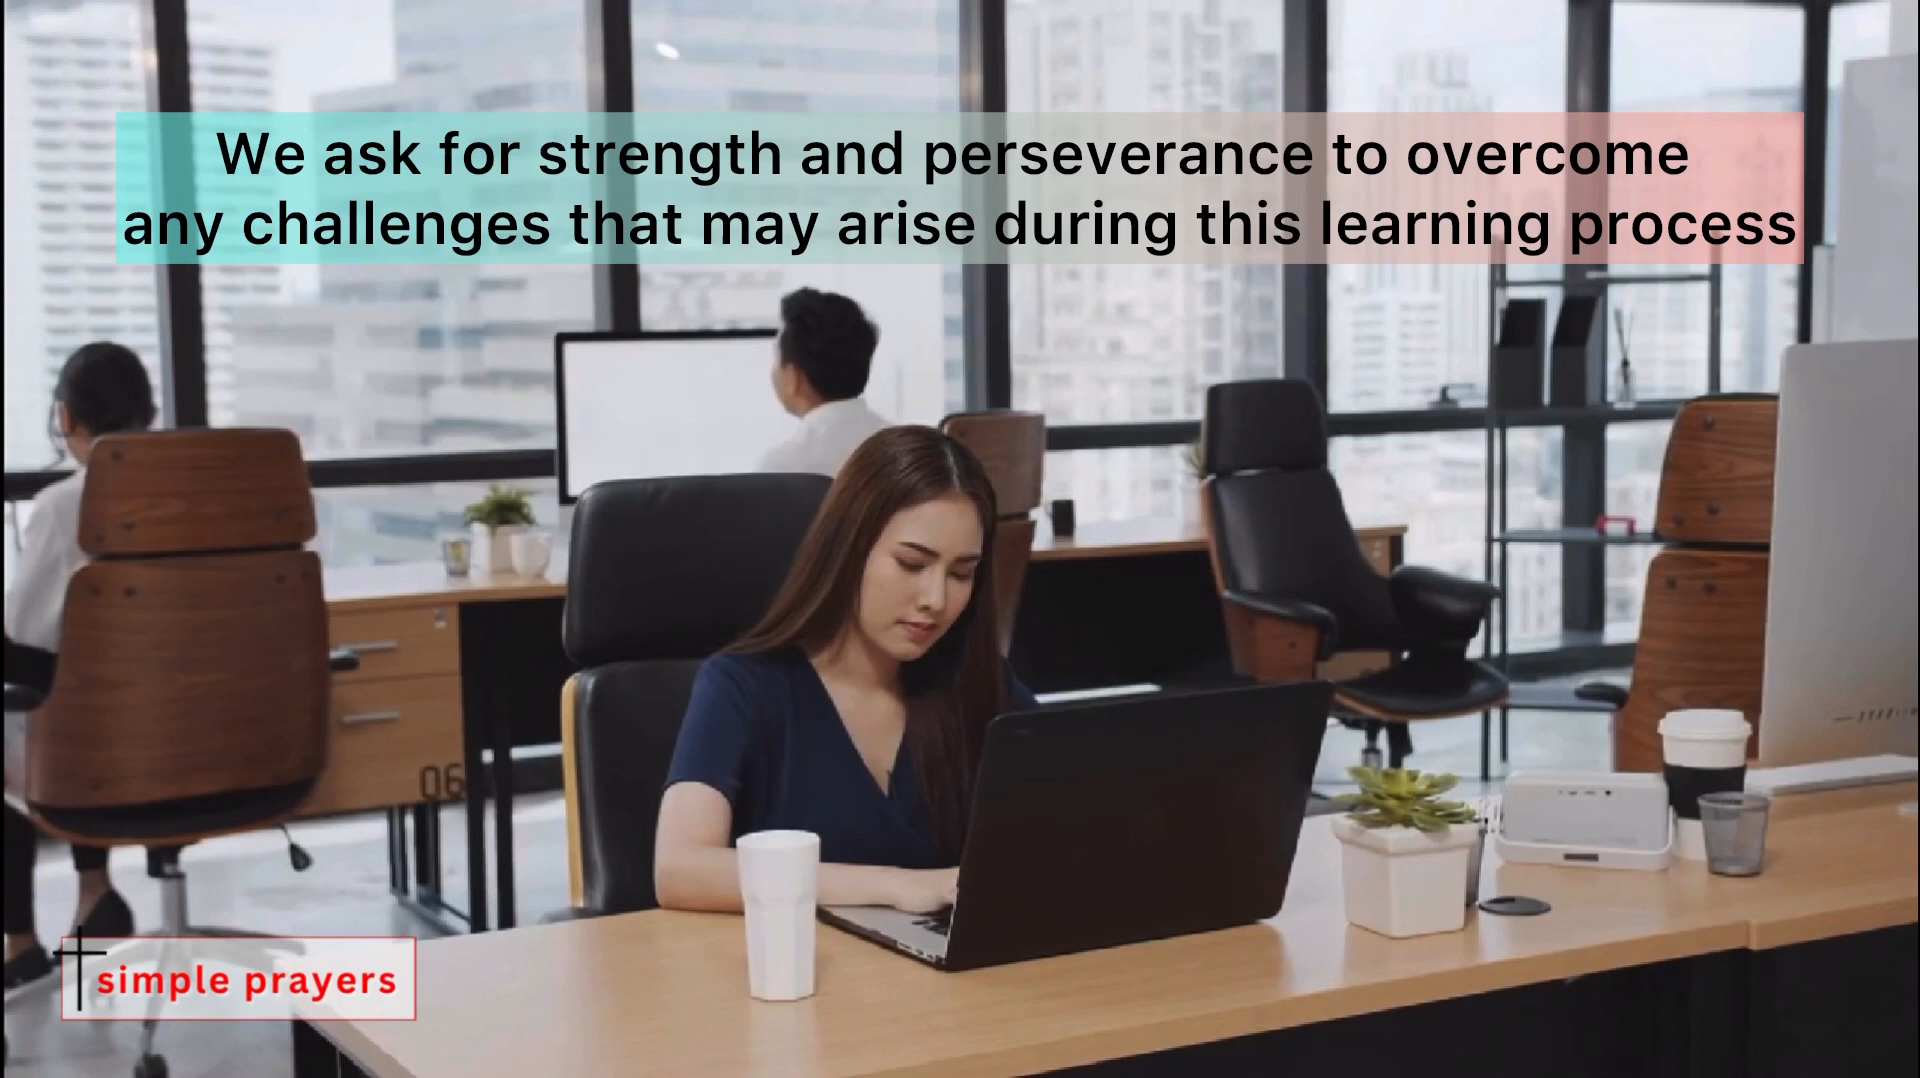 We ask for strength and perseverance to overcome
any challenges that may arise during this learning process
06
simple prayers